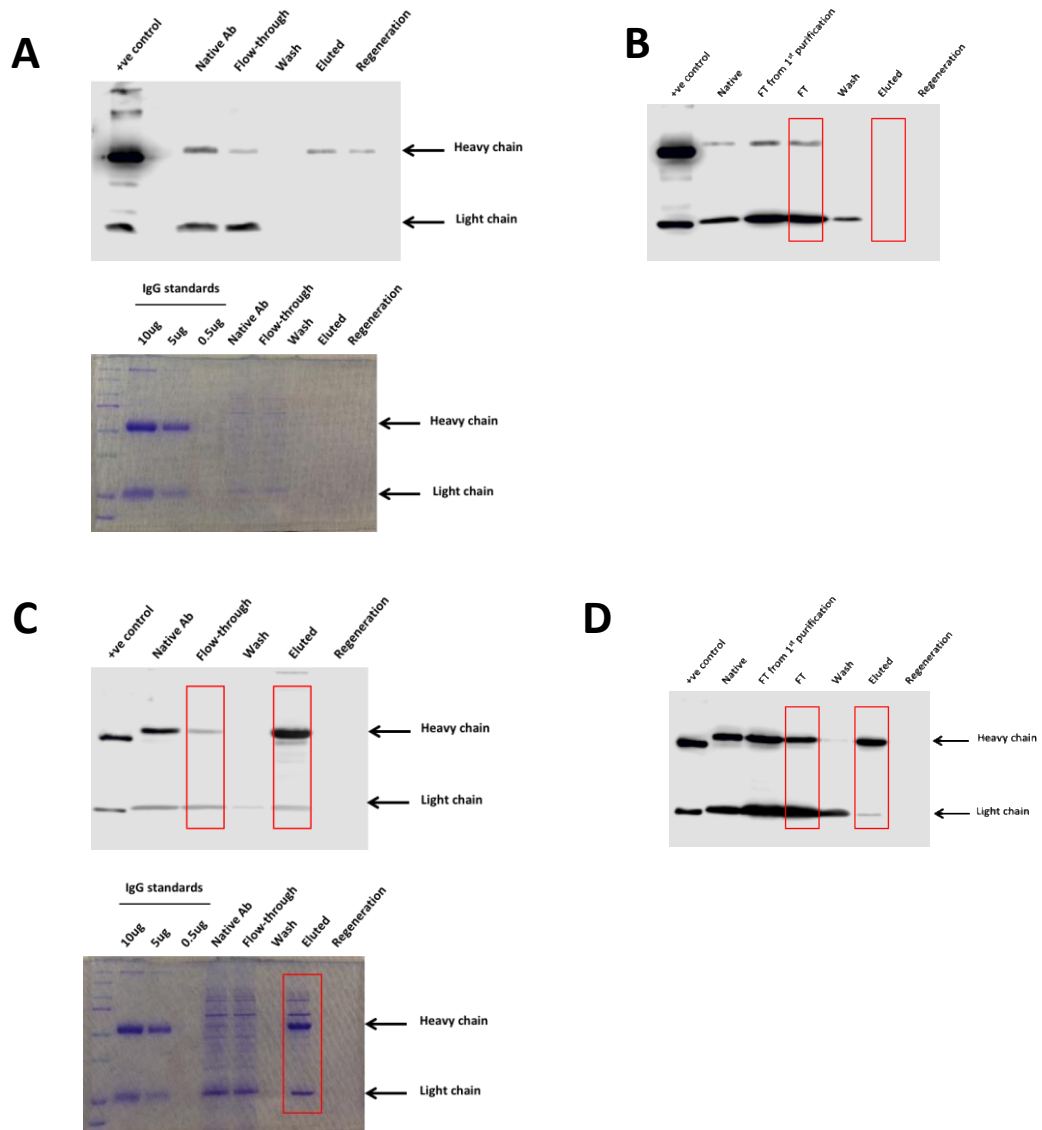 A
+ve control
Native Ab
Flow-through
Wash
Eluted
Regeneration
Heavy chain
Light chain
IgG standards
10ug
5ug
0.5ug
Native Ab
Flow-through
Wash
Eluted
Regeneration
Heavy chain
Light chain
B
+ve control
Native
FT from 1st purification
FT
Wash
Eluted
Regeneration
C
+ve control
Native Ab
Flow-through
Wash
Eluted
Regeneration
Heavy chain
Light chain
IgG standards
10ug
5ug
0.5ug
Native Ab
Flow-through
Wash
Eluted
Regeneration
Heavy chain
Light chain
D
+ve control
Native
FT from 1st purification
FT
Wash
Eluted
Regeneration
Heavy chain
Light chain